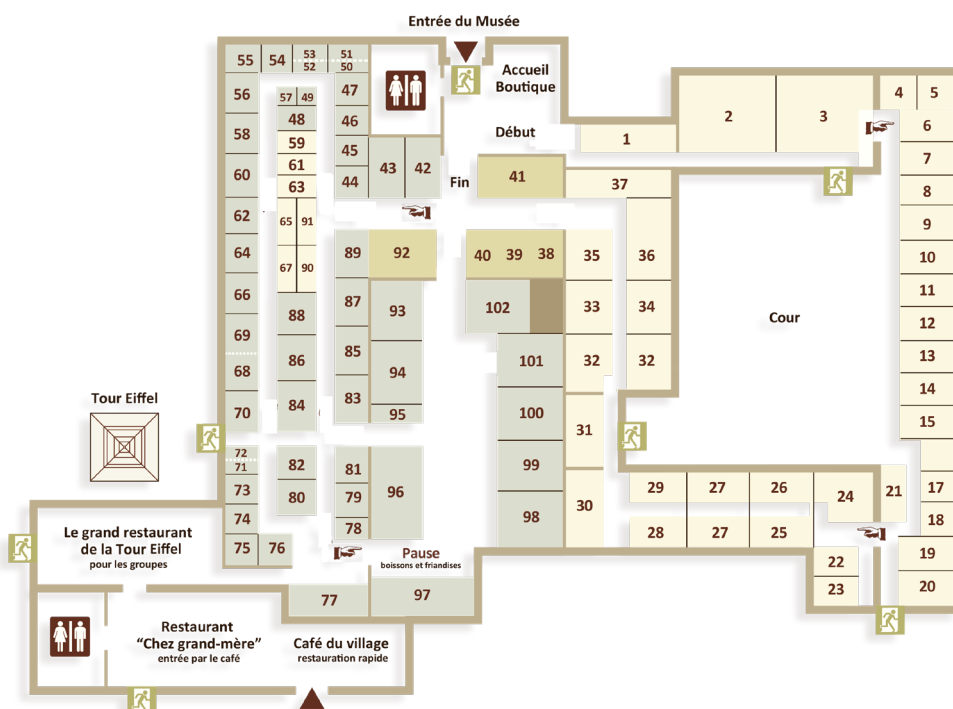 Entrée du Musée
Accueil
Boutique
Début
Fin
55 54 53 51
52 50
56 57 49 47
48 46
58 59 45 43 42
60 61 44
63
62 65 91
64 67 90 89 92
66 88 87 93
69 86 85 94
68
70 84 83 95
72
71 82 81 96
73 80 79
74 78
75 76
77 97
41 37
40 39 38 35 36
102 33 34
101 32 32
100 31
99
98 30
1 2 3 4 5
6
7
8
9
10
11
12
13
14
15
29 27 26 24 21 17
28 27 25 18
22 19
23 20
Cour
Tour Eiffel
Le grand restaurant
de la Tour Eiffel
pour les groupes
Pause
boissons et friandises
Restaurant
“Chez grand-mère”
entrée par le café
Café du village
restauration rapide